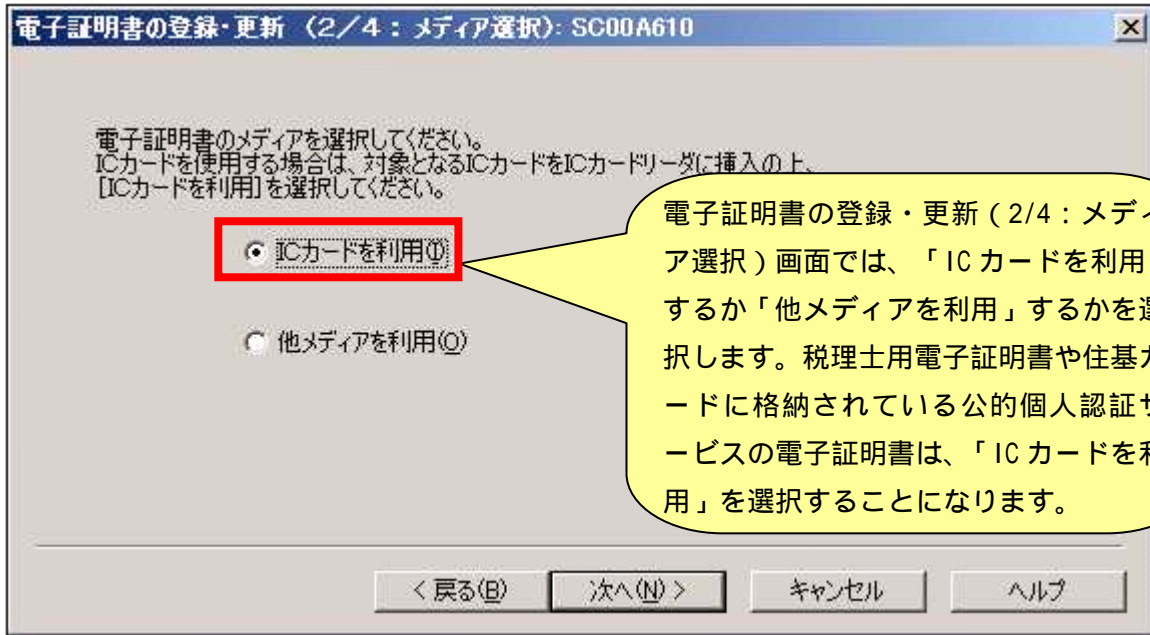 電子証明書の登録・更新 (2/4：メディア選択): SC00A610
電子証明書のメディアを選択してください。
ICカードを使用する場合は、対象となるICカードをICカードリーダに挿入の上、
[ICカードを利用]を選択してください。
ICカードを利用(I)
他メディアを利用(O)
電子証明書の登録・更新（2/4：メディ
ア選択）画面では、「ICカードを利用
するか「他メディアを利用」するかを選
択します。税理士用電子証明書や住基カ
ードに格納されている公的個人認証サ
ービスの電子証明書は、「ICカードを利
用」を選択することになります。
< 戻る(B)
次へ(N) >
キャンセル
ヘルプ